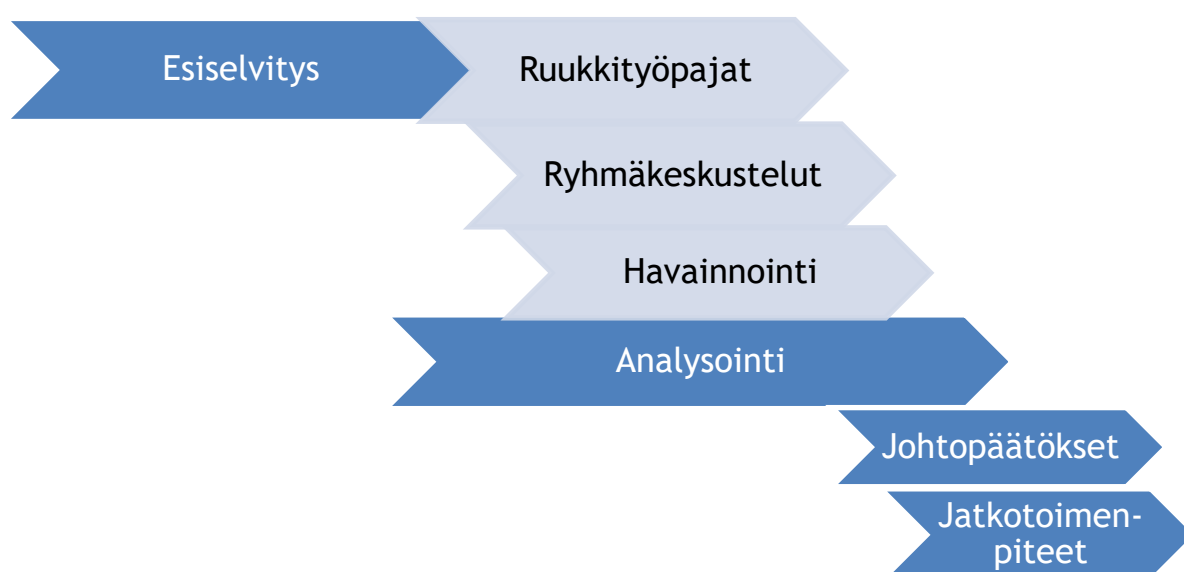 Esiselvitys
Ruukkityöpajat
Ryhmäkeskustelut
Havainnointi
Analysointi
Johtopäätökset
Jatkotoimen-
piteet